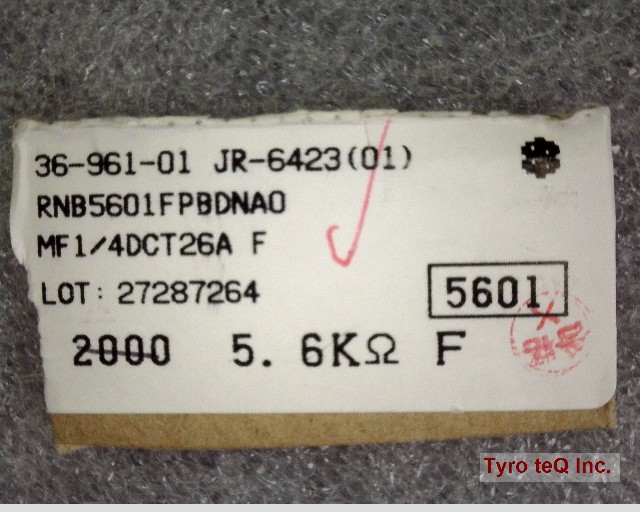 36-961-01 JR-6423(01)
RNB5601FPBDNA0
MF1/4DCT26A F
LOT: 27287264
5601
2000 5.6KΩ F
Tyro teQ Inc.